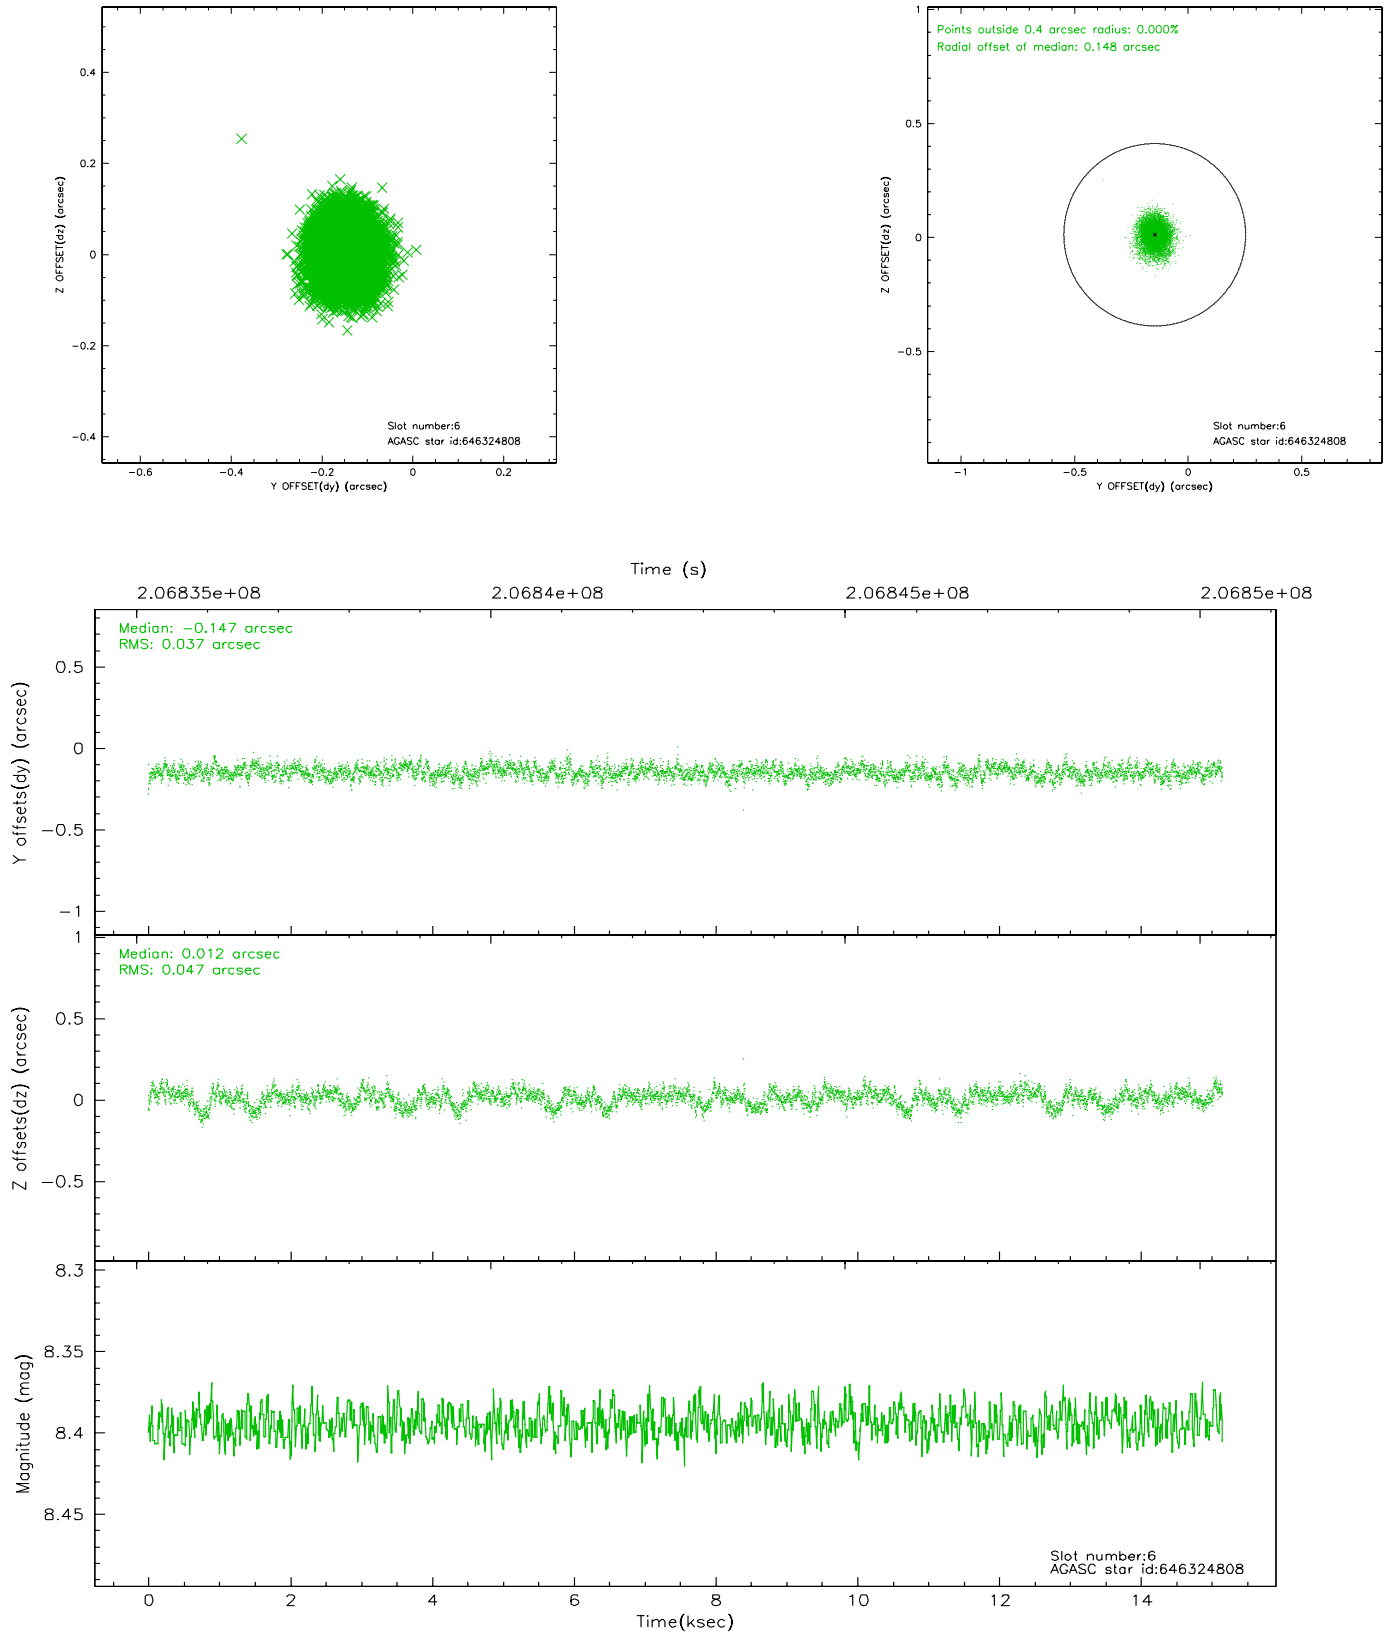 0.4
0.2
0
−0.2
−0.4
Z OFFSET(dz) (arcsec)
Slot number:6
AGASC star id:646324808
−0.6
−0.4
−0.2
0
0.2
Y OFFSET(dy) (arcsec)
Points outside 0.4 arcsec radius: 0.000%
Radial offset of median: 0.148 arcsec
1
0.5
0
−0.5
Z OFFSET(dz) (arcsec)
Slot number:6
AGASC star id:646324808
−1
−0.5
0
0.5
Y OFFSET(dy) (arcsec)
Time (s)
2.06835e+08
2.0684e+08
2.06845e+08
2.0685e+08
Median: −0.147 arcsec
RMS: 0.037 arcsec
0.5
0
−0.5
−1
Y offsets(dy) (arcsec)
Median: 0.012 arcsec
RMS: 0.047 arcsec
1
0.5
0
−0.5
Z offsets(dz) (arcsec)
8.3
8.35
8.4
8.45
Magnitude (mag)
Slot number:6
AGASC star id:646324808
0
2
4
6
8
10
12
14
Time(ksec)